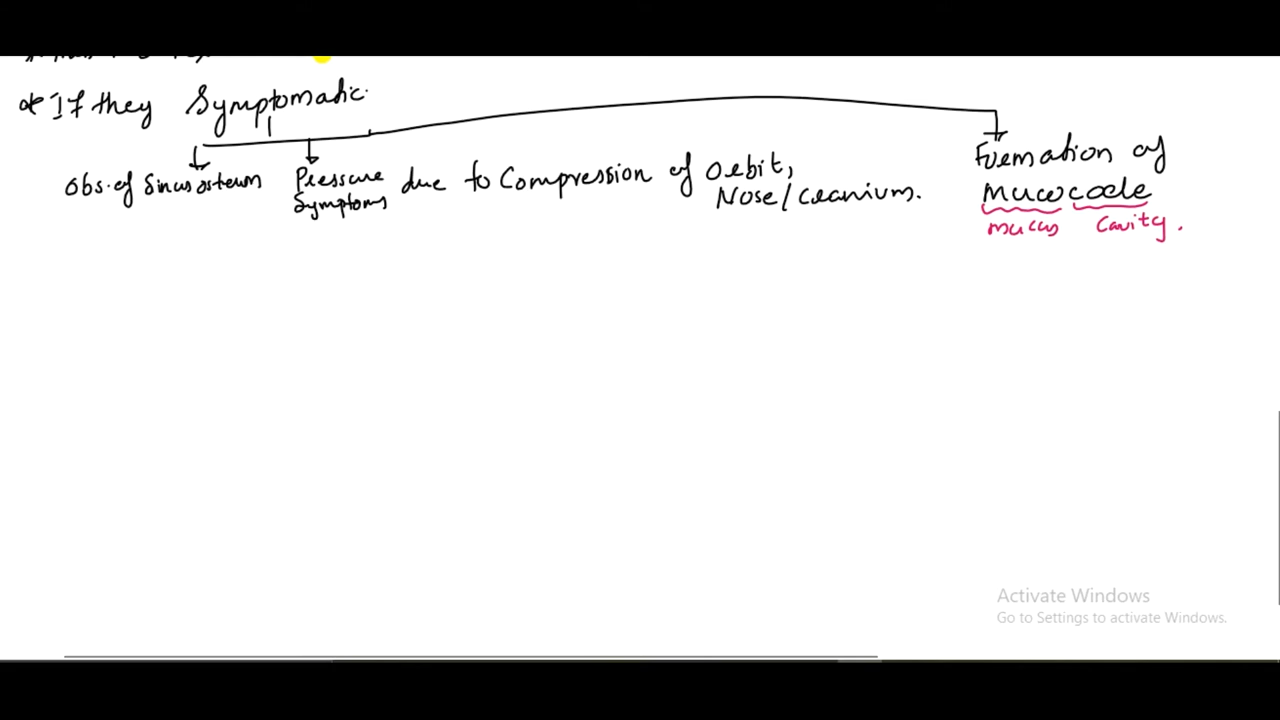 * If they Symptomatic.
Obs. of Sinus osteum
Pressure
Symptoms
due to Compression of Orbit,
Nose / Cranium.
Formation of
mucocoele
mucus
Cavity.
Activate Windows
Go to Settings to activate Windows.